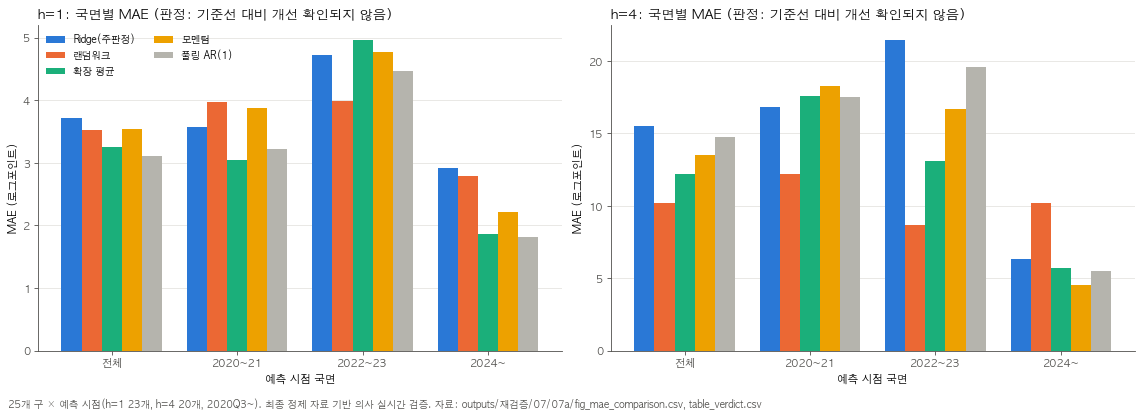 h=1: 국면별 MAE (판정: 기준선 대비 개선 확인되지 않음)
Ridge(주판정)
랜덤워크
확장 평균
모멘텀
풀링 AR(1)
MAE (로그포인트)
5
4
3
2
1
0
전체
2020~21
2022~23
2024~
예측 시점 국면
h=4: 국면별 MAE (판정: 기준선 대비 개선 확인되지 않음)
MAE (로그포인트)
20
15
10
5
0
전체
2020~21
2022~23
2024~
예측 시점 국면
25개 구 × 예측 시점(h=1 23개, h=4 20개, 2020Q3~). 최종 정제 자료 기반 의사 실시간 검증. 자료: outputs/재검증/07/07a/fig_mae_comparison.csv, table_verdict.csv